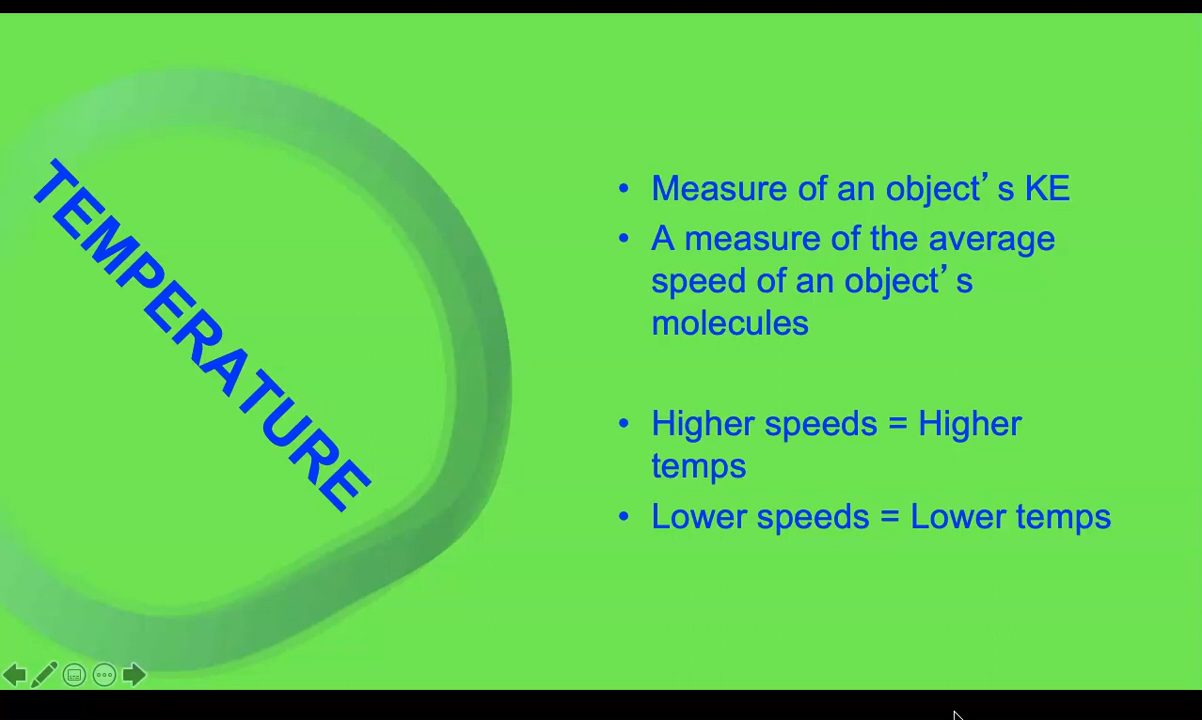 TEMPERATURE
• Measure of an object’s KE
• A measure of the average
speed of an object’s
molecules
• Higher speeds = Higher
temps
• Lower speeds = Lower temps